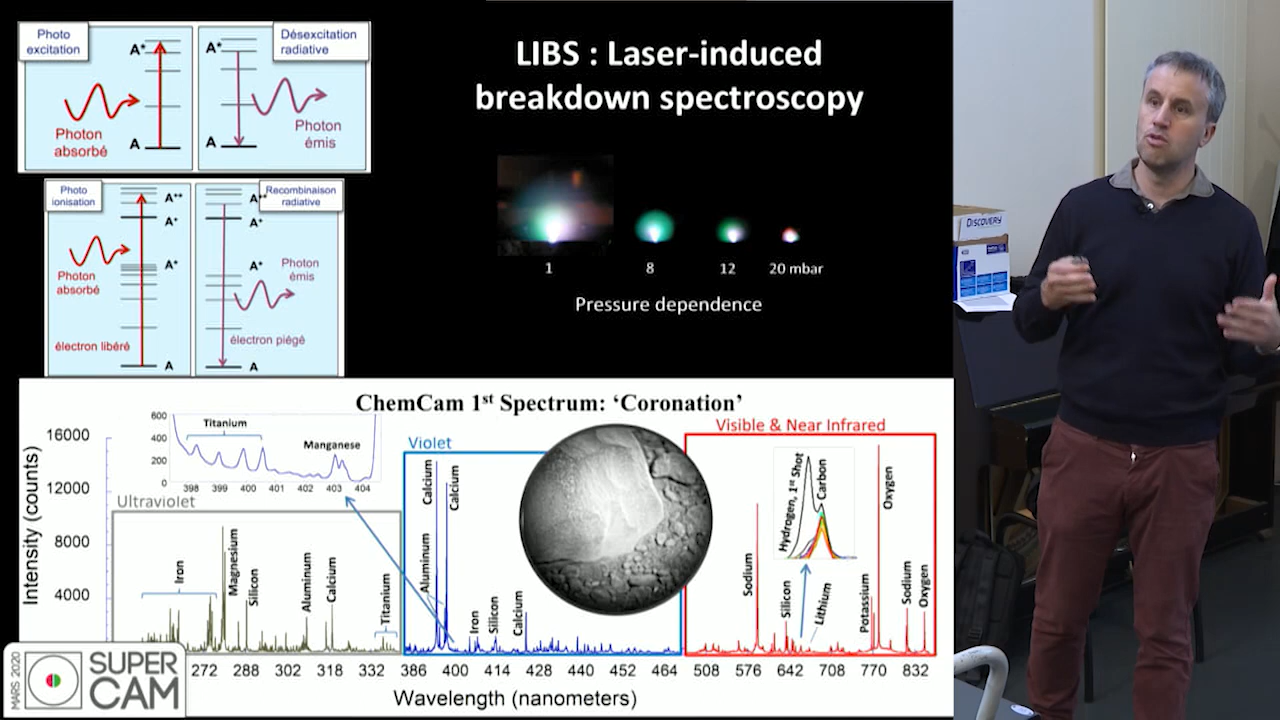 Photo
excitation
A*
Photon
absorbé
A
Désexcitation
radiative
A*
Photon
émis
A
Photo
ionisation
A**
A+
A*
Photon
absorbé
électron libéré
A
Recombinaison
radiative
A**
A+
A*
Photon
émis
électron piégé
A
LIBS : Laser-induced
breakdown spectroscopy
1 8 12 20 mbar
Pressure dependence
DISCOVERY
ChemCam 1st Spectrum: ‘Coronation’
Intensity (counts)
16000
12000
8000
4000
600
400
200
0
Titanium
Manganese
398 399 400 401 402 403 404
Ultraviolet
Iron
Magnesium
Silicon
Aluminum
Calcium
Titanium
Violet
Aluminum
Calcium
Calcium
Iron
Silicon
Calcium
Visible & Near Infrared
Sodium
Hydrogen, 1st Shot
Carbon
Silicon
Lithium
Potassium
Oxygen
Sodium
Oxygen
272 288 302 318 332 386 400 414 428 440 452 464 508 576 642 708 770 832
Wavelength (nanometers)
MARS 2020
SUPER
CAM